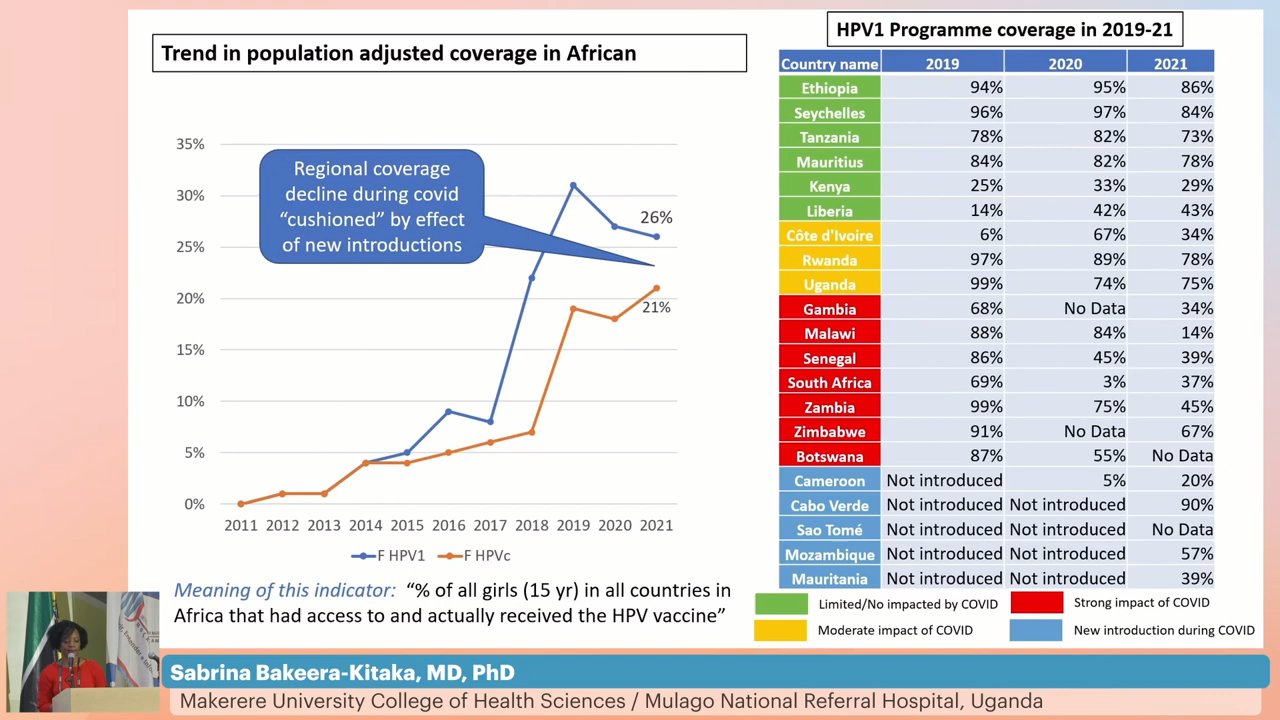 Trend in population adjusted coverage in African
35%
30%
25%
20%
15%
10%
5%
0%
Regional coverage
decline during covid
“cushioned” by effect
of new introductions
26%
21%
2011 2012 2013 2014 2015 2016 2017 2018 2019 2020 2021
F HPV1 F HPVc
Meaning of this indicator: “% of all girls (15 yr) in all countries in
Africa that had access to and actually received the HPV vaccine”
HPV1 Programme coverage in 2019-21
Country name 2019 2020 2021
Ethiopia 94% 95% 86%
Seychelles 96% 97% 84%
Tanzania 78% 82% 73%
Mauritius 84% 82% 78%
Kenya 25% 33% 29%
Liberia 14% 42% 43%
Côte d'Ivoire 6% 67% 34%
Rwanda 97% 89% 78%
Uganda 99% 74% 75%
Gambia 68% No Data 34%
Malawi 88% 84% 14%
Senegal 86% 45% 39%
South Africa 69% 3% 37%
Zambia 99% 75% 45%
Zimbabwe 91% No Data 67%
Botswana 87% 55% No Data
Cameroon Not introduced 5% 20%
Cabo Verde Not introduced Not introduced 90%
Sao Tomé Not introduced Not introduced No Data
Mozambique Not introduced Not introduced 57%
Mauritania Not introduced Not introduced 39%
Limited/No impacted by COVID Strong impact of COVID
Moderate impact of COVID New introduction during COVID
Sabrina Bakeera-Kitaka, MD, PhD
Makerere University College of Health Sciences / Mulago National Referral Hospital, Uganda